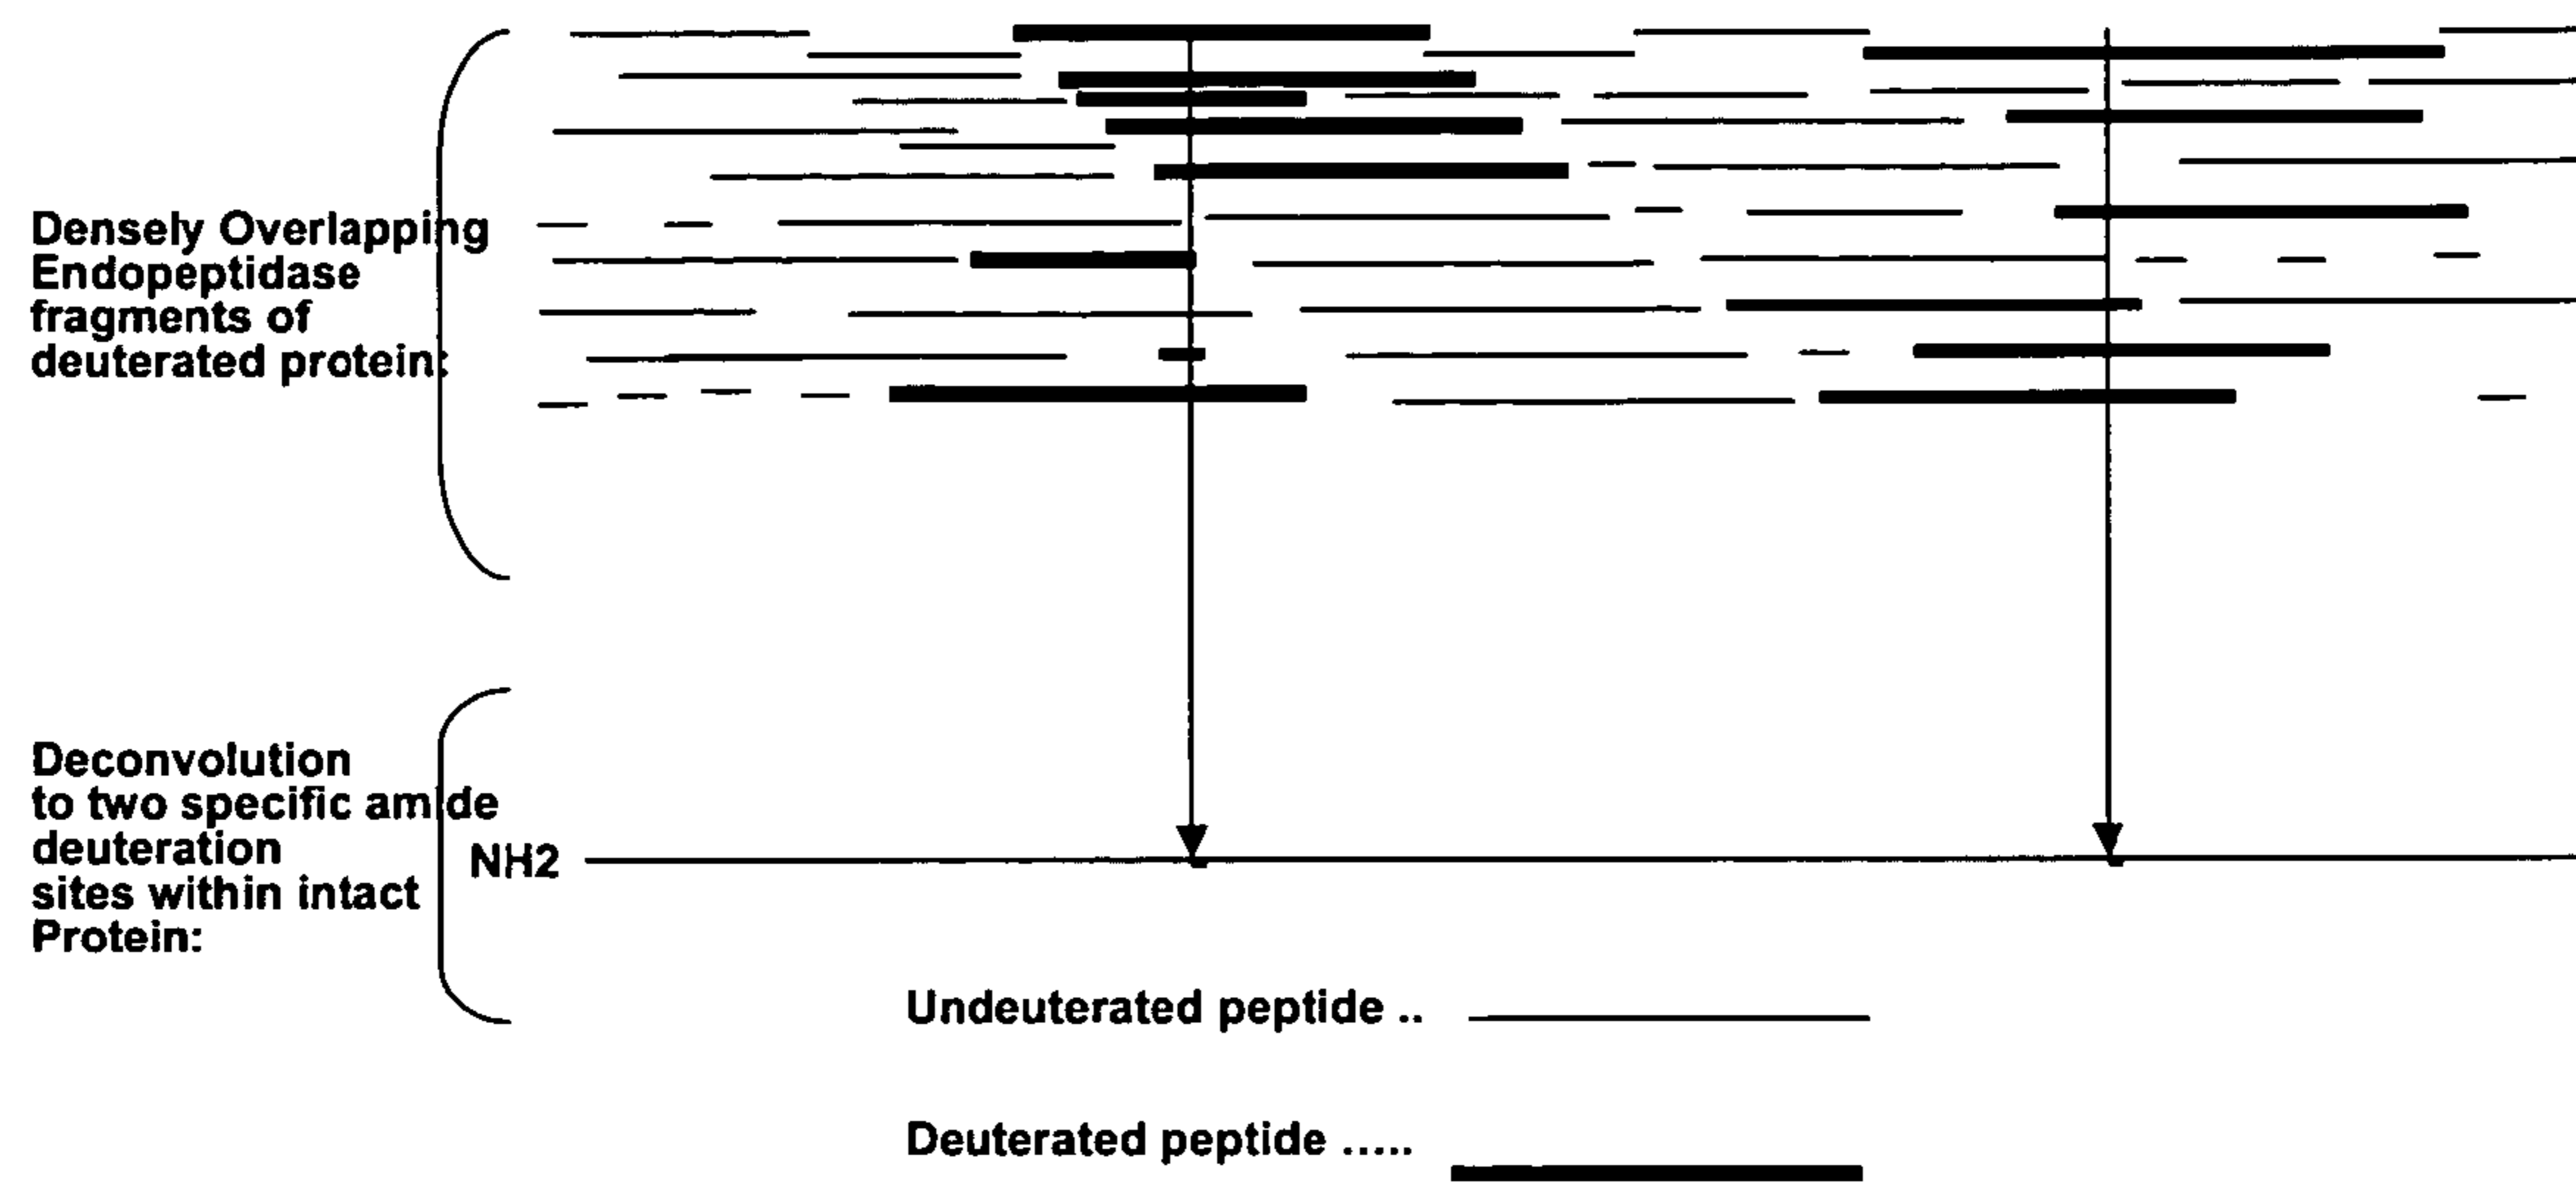 Densely Overlapping
Endopeptidase
fragments of
deuterated protein:
Deconvolution
to two specific amide
deuteration
sites within intact
Protein:
NH2
Undeuterated peptide ..
Deuterated peptide .....